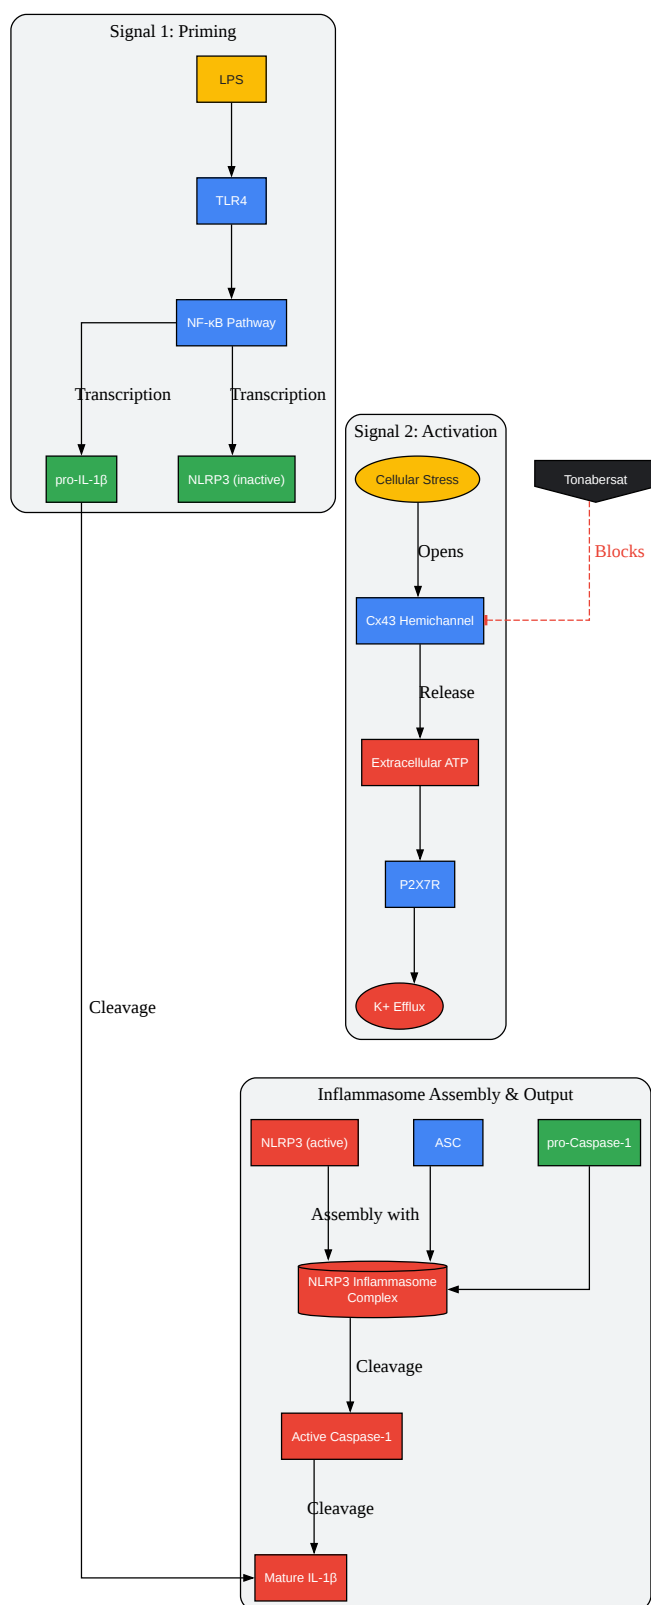 Signal 1: Priming
LPS
TLR4
NF-κB Pathway
Transcription
Transcription
pro-IL-1β
NLRP3 (inactive)
Signal 2: Activation
Cellular Stress
Tonabersat
Opens
Blocks
Cx43 Hemichannel
Release
Extracellular ATP
P2X7R
K+ Efflux
Cleavage
Inflammasome Assembly & Output
NLRP3 (active)
ASC
pro-Caspase-1
Assembly with
NLRP3 Inflammasome
Complex
Cleavage
Active Caspase-1
Cleavage
Mature IL-1β